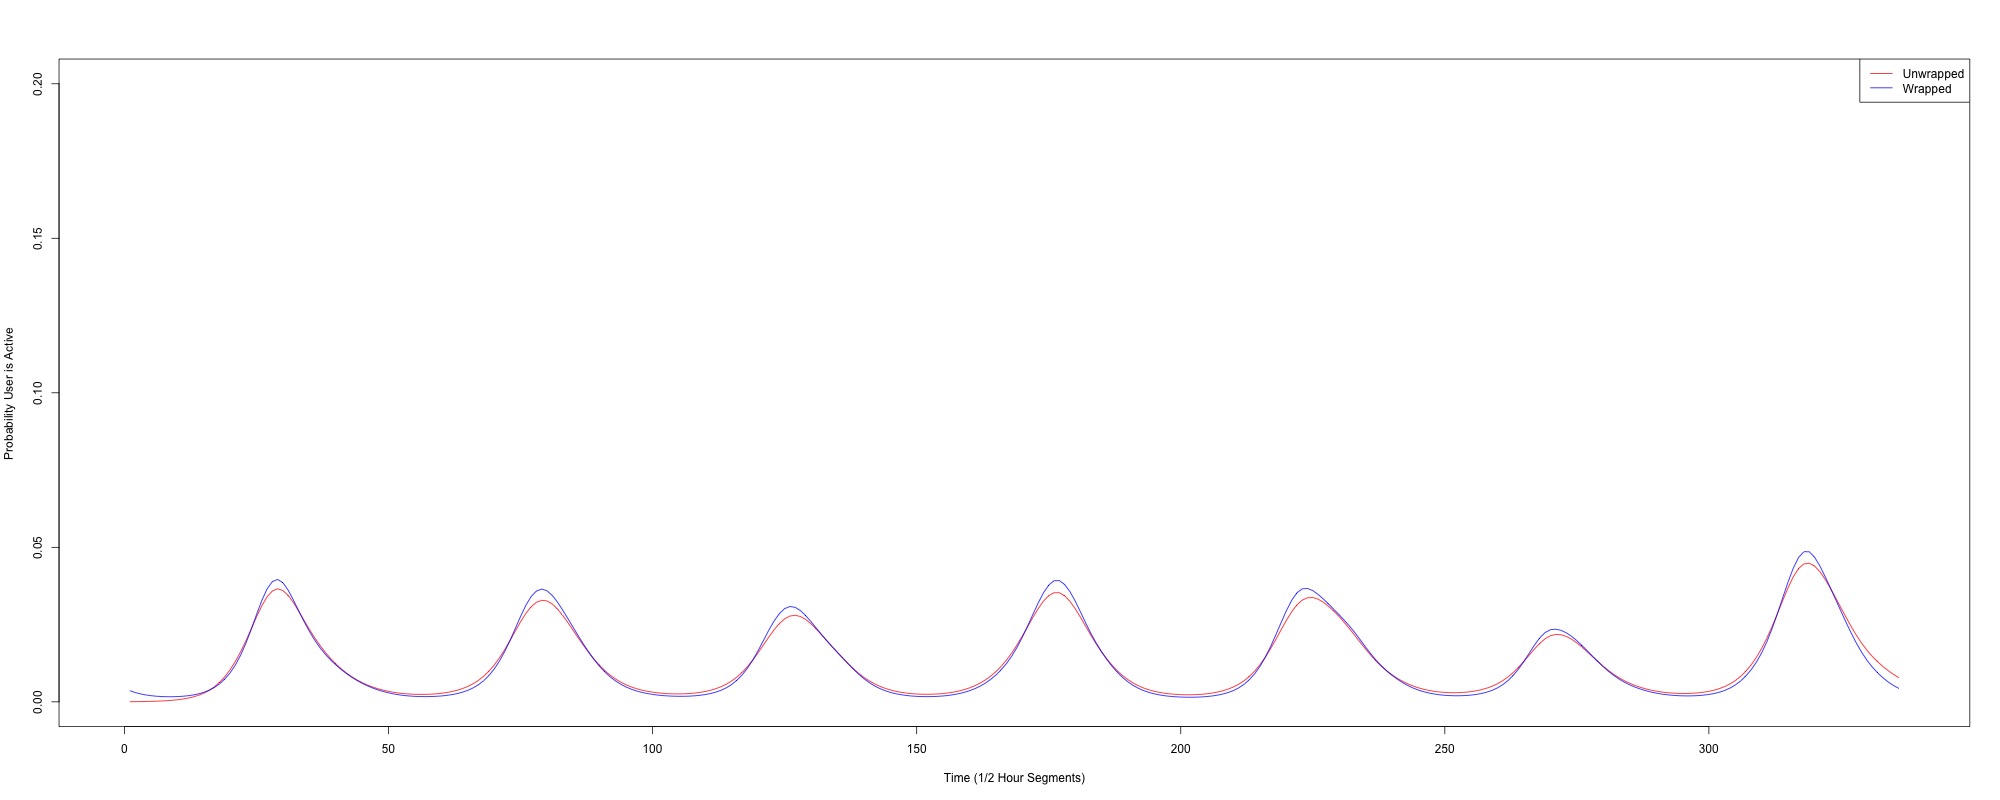 Unwrapped
Wrapped
Probability User is Active
0.20
0.15
0.10
0.05
0.00
0 50 100 150 200 250 300
Time (1/2 Hour Segments)